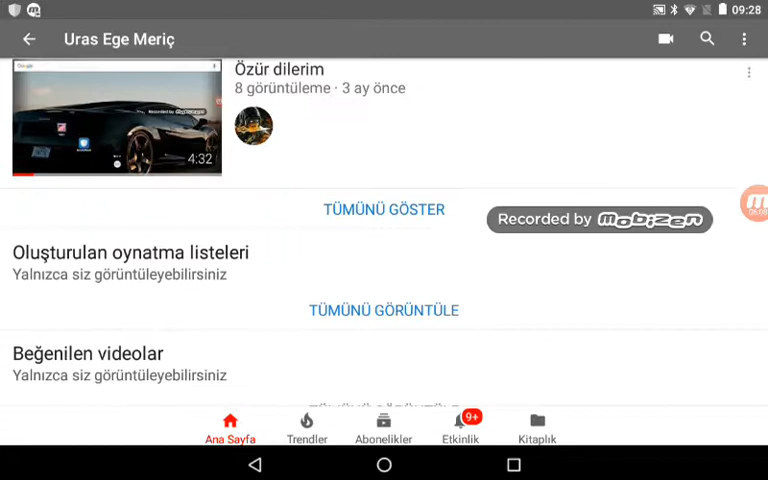 09:28
Uras Ege Meriç
Özür dilerim
8 görüntüleme · 3 ay önce
4:32
TÜMÜNÜ GÖSTER
Recorded by mobizen
06:08
Oluşturulan oynatma listeleri
Yalnızca siz görüntüleyebilirsiniz
TÜMÜNÜ GÖRÜNTÜLE
Beğenilen videolar
Yalnızca siz görüntüleyebilirsiniz
9+
Ana Sayfa
Trendler
Abonelikler
Etkinlik
Kitaplık